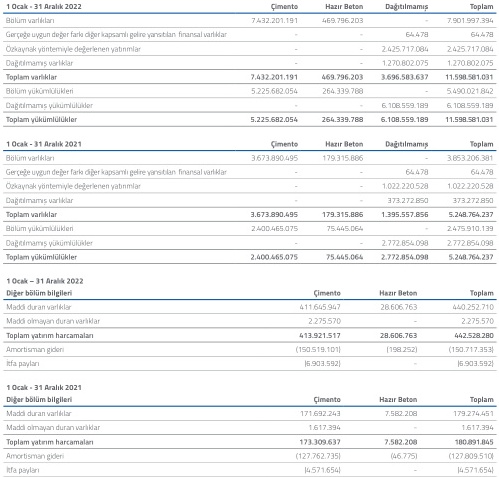 1 Ocak - 31 Aralık 2022 Çimento Hazır Beton Dağıtılmamış Toplam
Bölüm varlıkları 7.432.201.191 469.796.203 - 7.901.997.394
Gerçeğe uygun değer farkı diğer kapsamlı gelire yansıtılan finansal varlıklar - - 64.478 64.478
Özkaynak yöntemiyle değerlenen yatırımlar - - 2.425.717.084 2.425.717.084
Dağıtılmamış varlıklar - - 1.270.802.075 1.270.802.075
Toplam varlıklar 7.432.201.191 469.796.203 3.696.583.637 11.598.581.031
Bölüm yükümlülükleri 5.225.682.054 264.339.788 - 5.490.021.842
Dağıtılmamış yükümlülükler - - 6.108.559.189 6.108.559.189
Toplam yükümlülükler 5.225.682.054 264.339.788 6.108.559.189 11.598.581.031
1 Ocak - 31 Aralık 2021 Çimento Hazır Beton Dağıtılmamış Toplam
Bölüm varlıkları 3.673.890.495 179.315.886 - 3.853.206.381
Gerçeğe uygun değer farkı diğer kapsamlı gelire yansıtılan finansal varlıklar - - 64.478 64.478
Özkaynak yöntemiyle değerlenen yatırımlar - - 1.022.220.528 1.022.220.528
Dağıtılmamış varlıklar - - 373.272.850 373.272.850
Toplam varlıklar 3.673.890.495 179.315.886 1.395.557.856 5.248.764.237
Bölüm yükümlülükleri 2.400.465.075 75.445.064 - 2.475.910.139
Dağıtılmamış yükümlülükler - - 2.772.854.098 2.772.854.098
Toplam yükümlülükler 2.400.465.075 75.445.064 2.772.854.098 5.248.764.237
1 Ocak – 31 Aralık 2022
Diğer bölüm bilgileri Çimento Hazır Beton Toplam
Maddi duran varlıklar 411.645.947 28.606.763 440.252.710
Maddi olmayan duran varlıklar 2.275.570 - 2.275.570
Toplam yatırım harcamaları 413.921.517 28.606.763 442.528.280
Amortisman gideri (150.519.101) (198.252) (150.717.353)
İtfa payları (6.903.592) - (6.903.592)
1 Ocak - 31 Aralık 2021
Diğer bölüm bilgileri Çimento Hazır Beton Toplam
Maddi duran varlıklar 171.692.243 7.582.208 179.274.451
Maddi olmayan duran varlıklar 1.617.394 - 1.617.394
Toplam yatırım harcamaları 173.309.637 7.582.208 180.891.845
Amortisman gideri (127.762.735) (46.775) (127.809.510)
İtfa payları (4.571.654) - (4.571.654)